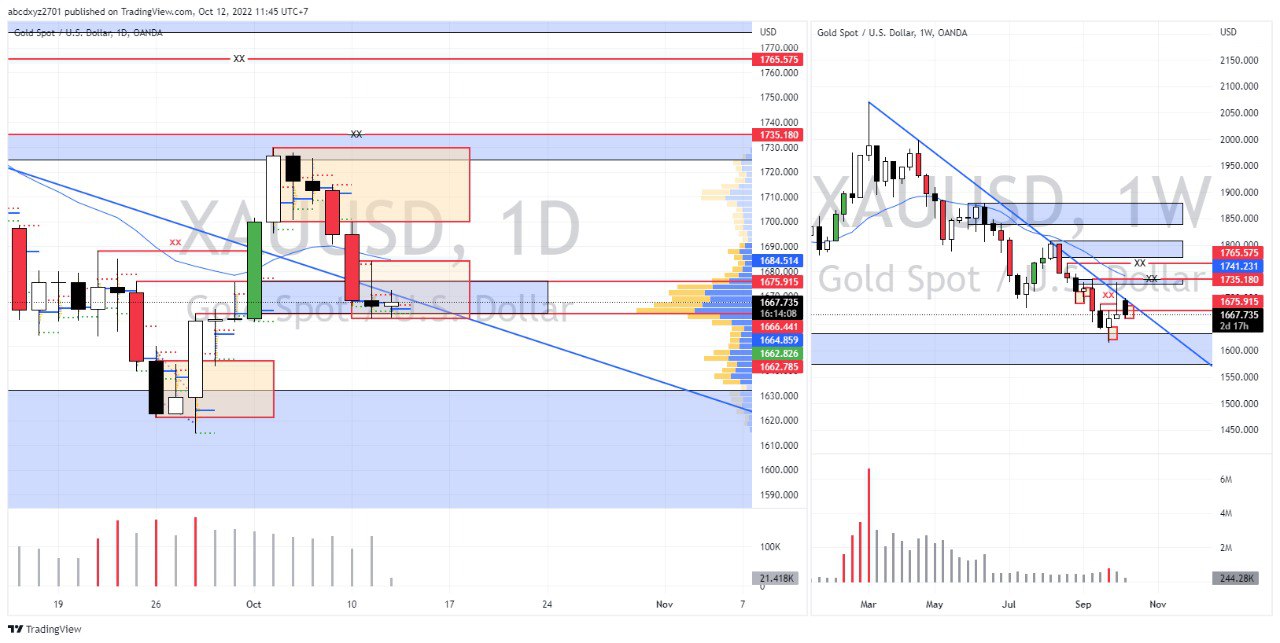 abcdxyz2701 published on TradingView.com, Oct 12, 2022 11:45 UTC+7
Gold Spot / U.S. Dollar, 1D, OANDA
USD
1770.000
1765.575
1760.000
1750.000
1740.000
1735.180
1730.000
1720.000
1710.000
1700.000
1690.000
1684.514
1675.915
1667.735
16:14:08
1666.441
1664.859
1662.826
1662.785
1630.000
1620.000
1610.000
1600.000
1590.000
100K
21.418K
0
XX
XX
XX
XAUUSD, 1D
Gold Spot / U.S. Dollar
19
26
Oct
10
17
24
Nov
7
Gold Spot / U.S. Dollar, 1W, OANDA
USD
2150.000
2100.000
2050.000
2000.000
1950.000
1900.000
1850.000
1800.000
1765.575
1741.231
1735.180
1675.915
1667.735
2d 17h
1600.000
1550.000
1500.000
1450.000
6M
4M
2M
244.28K
XX
XX
XX
XAUUSD, 1W
Gold Spot / U.S. Dollar
Mar
May
Jul
Sep
Nov
TradingView